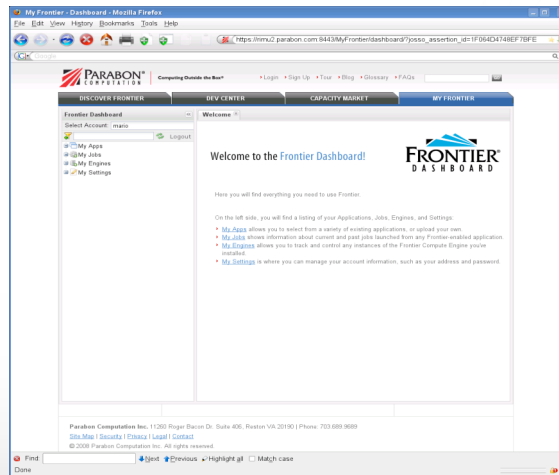 My Frontier - Dashboard - Mozilla Firefox
File Edit View History Bookmarks Tools Help
https://rimu2.parabon.com:8443/MyFrontier/dashboard/?josso_assertion_id=1F064D4748EF7BFE
Google
PARABON COMPUTATION
Computing Outside the Box
Login Sign Up Tour Blog Glossary FAQs
DISCOVER FRONTIER DEV CENTER CAPACITY MARKET MY FRONTIER
Frontier Dashboard
Welcome
Select Account: mario
Logout
My Apps
My Jobs
My Engines
My Settings
Welcome to the Frontier Dashboard!
FRONTIER®
DASHBOARD
Here you will find everything you need to use Frontier.
On the left side, you will find a listing of your Applications, Jobs, Engines, and Settings.
My Apps allows you to select from a variety of existing applications, or upload your own.
My Jobs shows information about current and past jobs launched from any Frontier-enabled application.
My Engines allows you to track and control any instances of the Frontier Compute Engine you've
installed.
My Settings is where you can manage your account information, such as your address and password.
Parabon Computation Inc. 11260 Roger Bacon Dr. Suite 406, Reston VA 20190 | Phone: 703.689.9689
Site Map | Security | Privacy | Legal | Contact
© 2008 Parabon Computation Inc. All rights reserved.
Find: Next Previous Highlight all Match case
Done